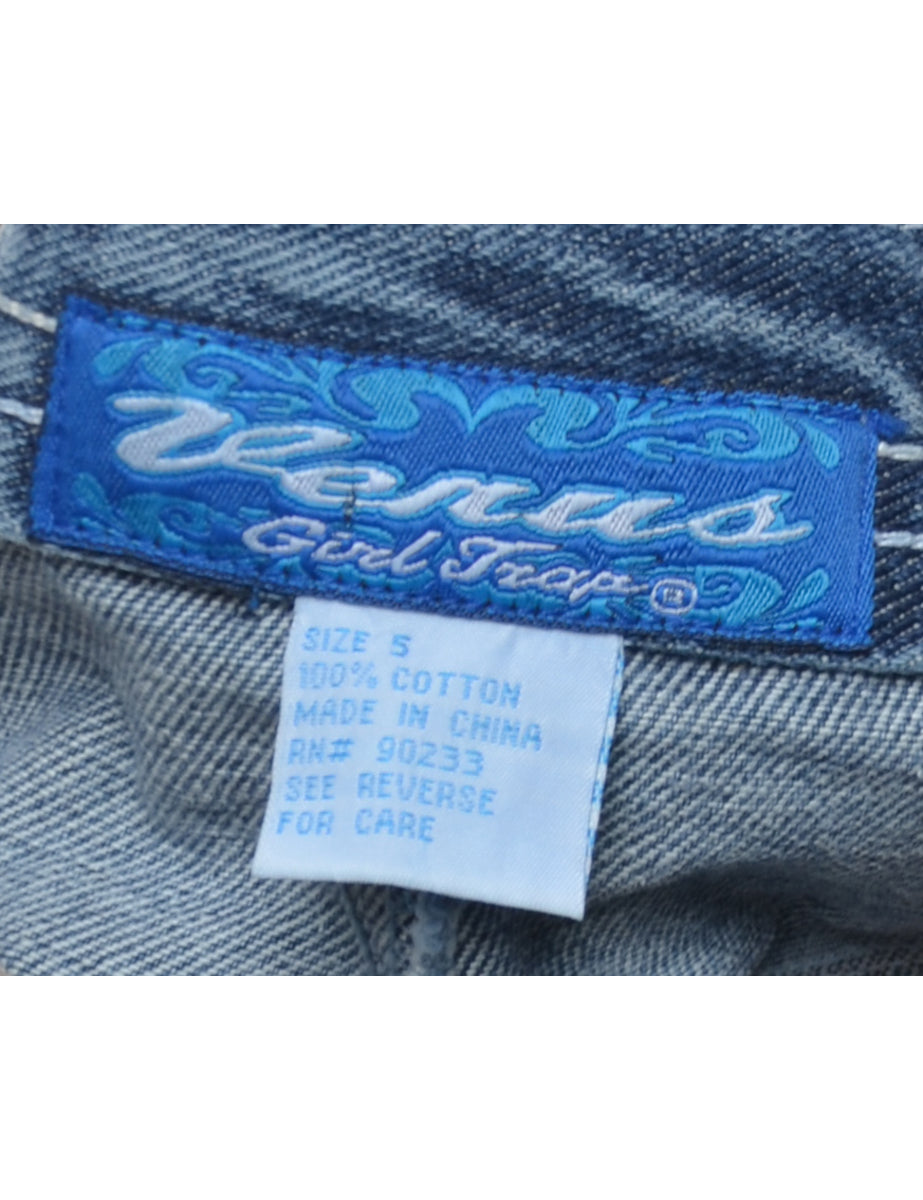 Venus
Girl Trap ®
SIZE 5
100% COTTON
MADE IN CHINA
RN# 90233
SEE REVERSE
FOR CARE